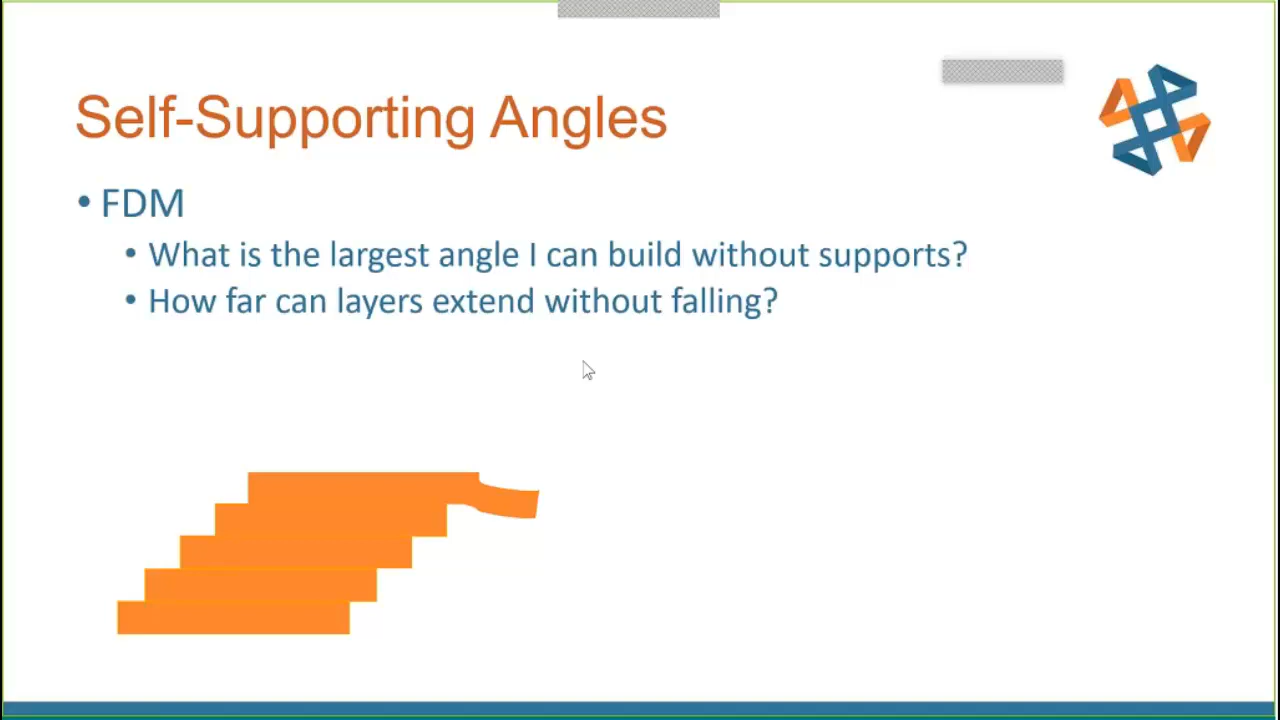 Self-Supporting Angles
• FDM
• What is the largest angle I can build without supports?
• How far can layers extend without falling?